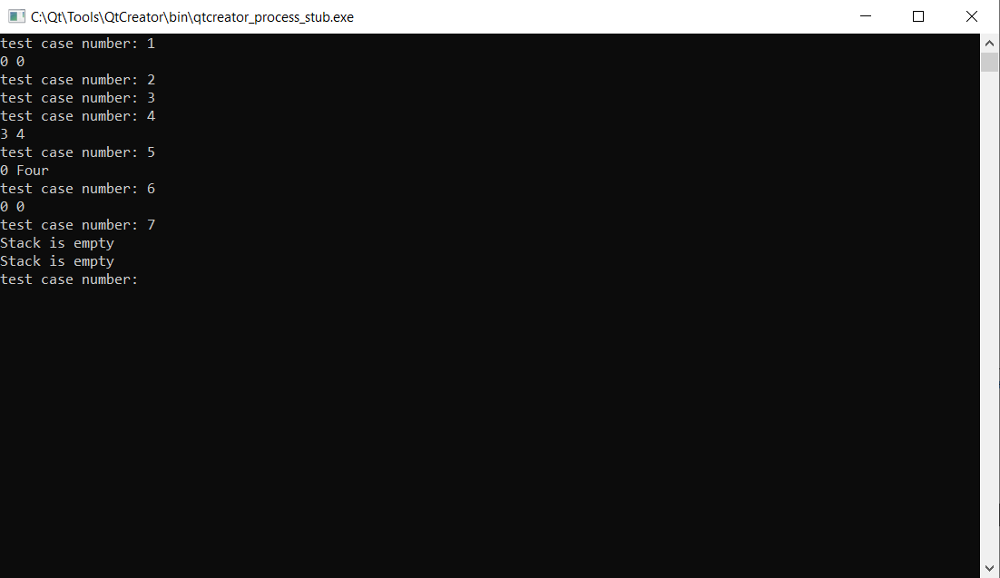 C:\Qt\Tools\QtCreator\bin\qtcreator_process_stub.exe
test case number: 1
0 0
test case number: 2
test case number: 3
test case number: 4
3 4
test case number: 5
0 Four
test case number: 6
0 0
test case number: 7
Stack is empty
Stack is empty
test case number: